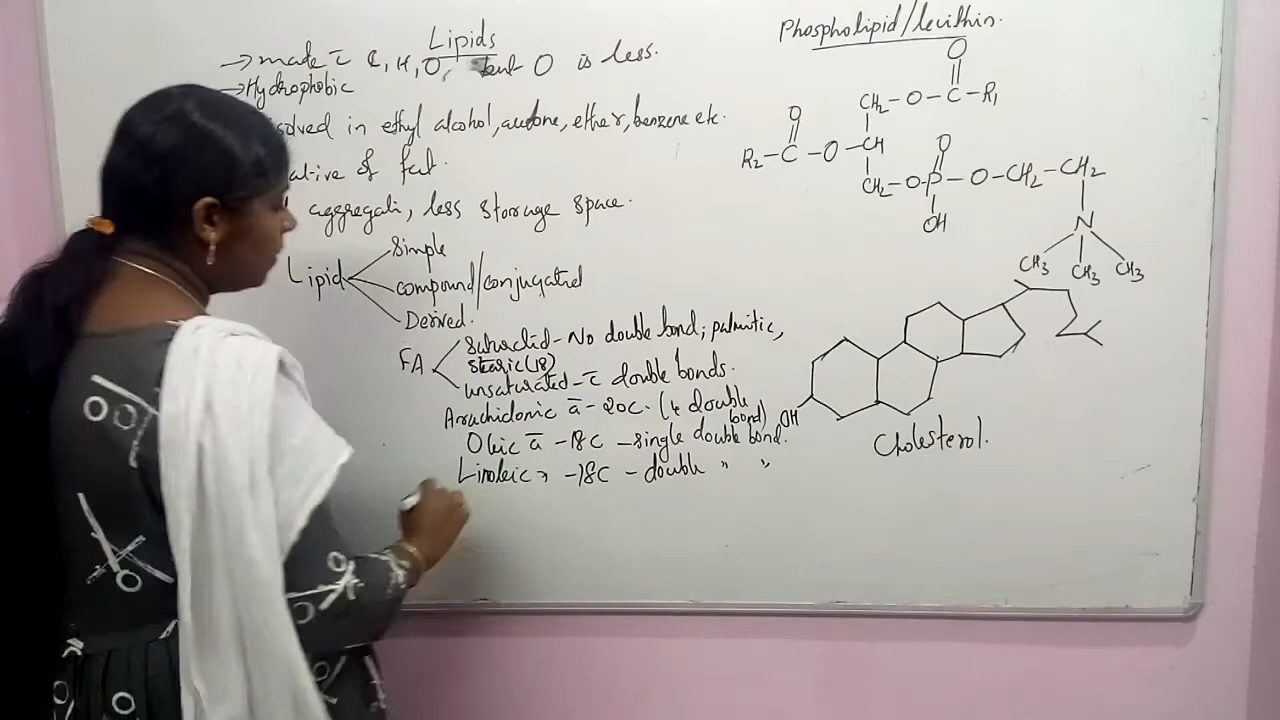 Lipids
→ made c̄ C, H, O, but O is less.
→ Hydrophobic
isolved in ethyl alcohol, acetone, ether, benzene etc.
ative of fat.
aggregati, less storage space.
Lipid
Simple
compound/conjugated
Derived.
FA
No double bond; palmitic,
stearic (18)
unsaturated - c̄ double bonds.
Arachidonic ā - 20C. (4 double
bond)
Oleic ā - 18C - single double bond.
Linoleic " - 18C - double " "
Phospholipid/lecithin.
O
CH2-O-C-R1
O
R2-C-O-CH
O
CH2-O-P-O-CH2-CH2
OH
N
CH3 CH3 CH3
OH
Cholesterol.